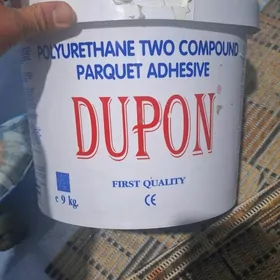 POLYURETHANE TWO COMPOUND
PARQUET ADHESIVE
DUPON®
FIRST QUALITY
e 9 kg.
CE